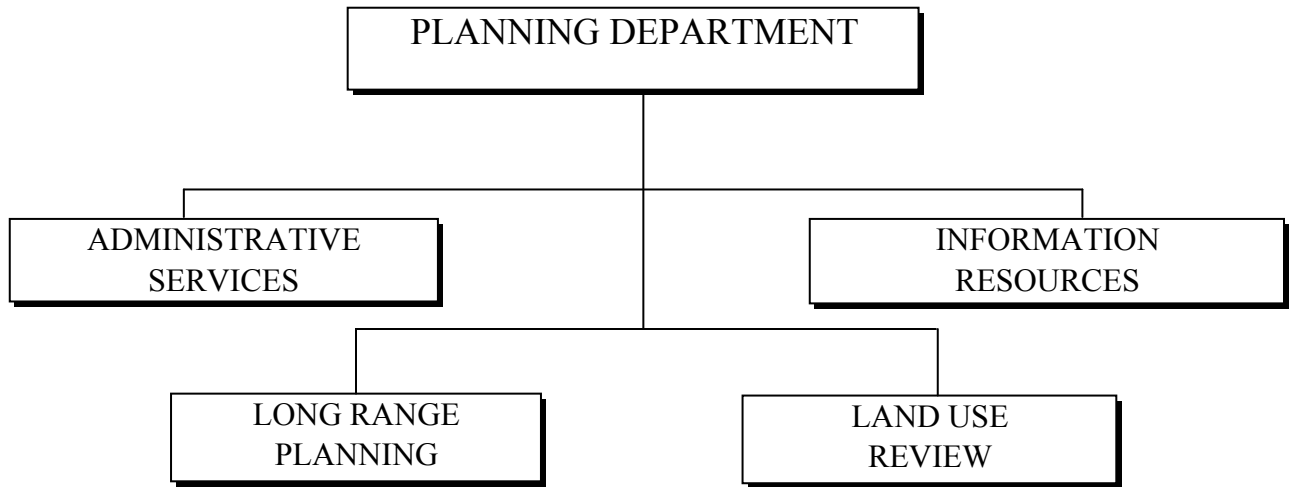 PLANNING DEPARTMENT
ADMINISTRATIVE
SERVICES
INFORMATION
RESOURCES
LONG RANGE
PLANNING
LAND USE
REVIEW